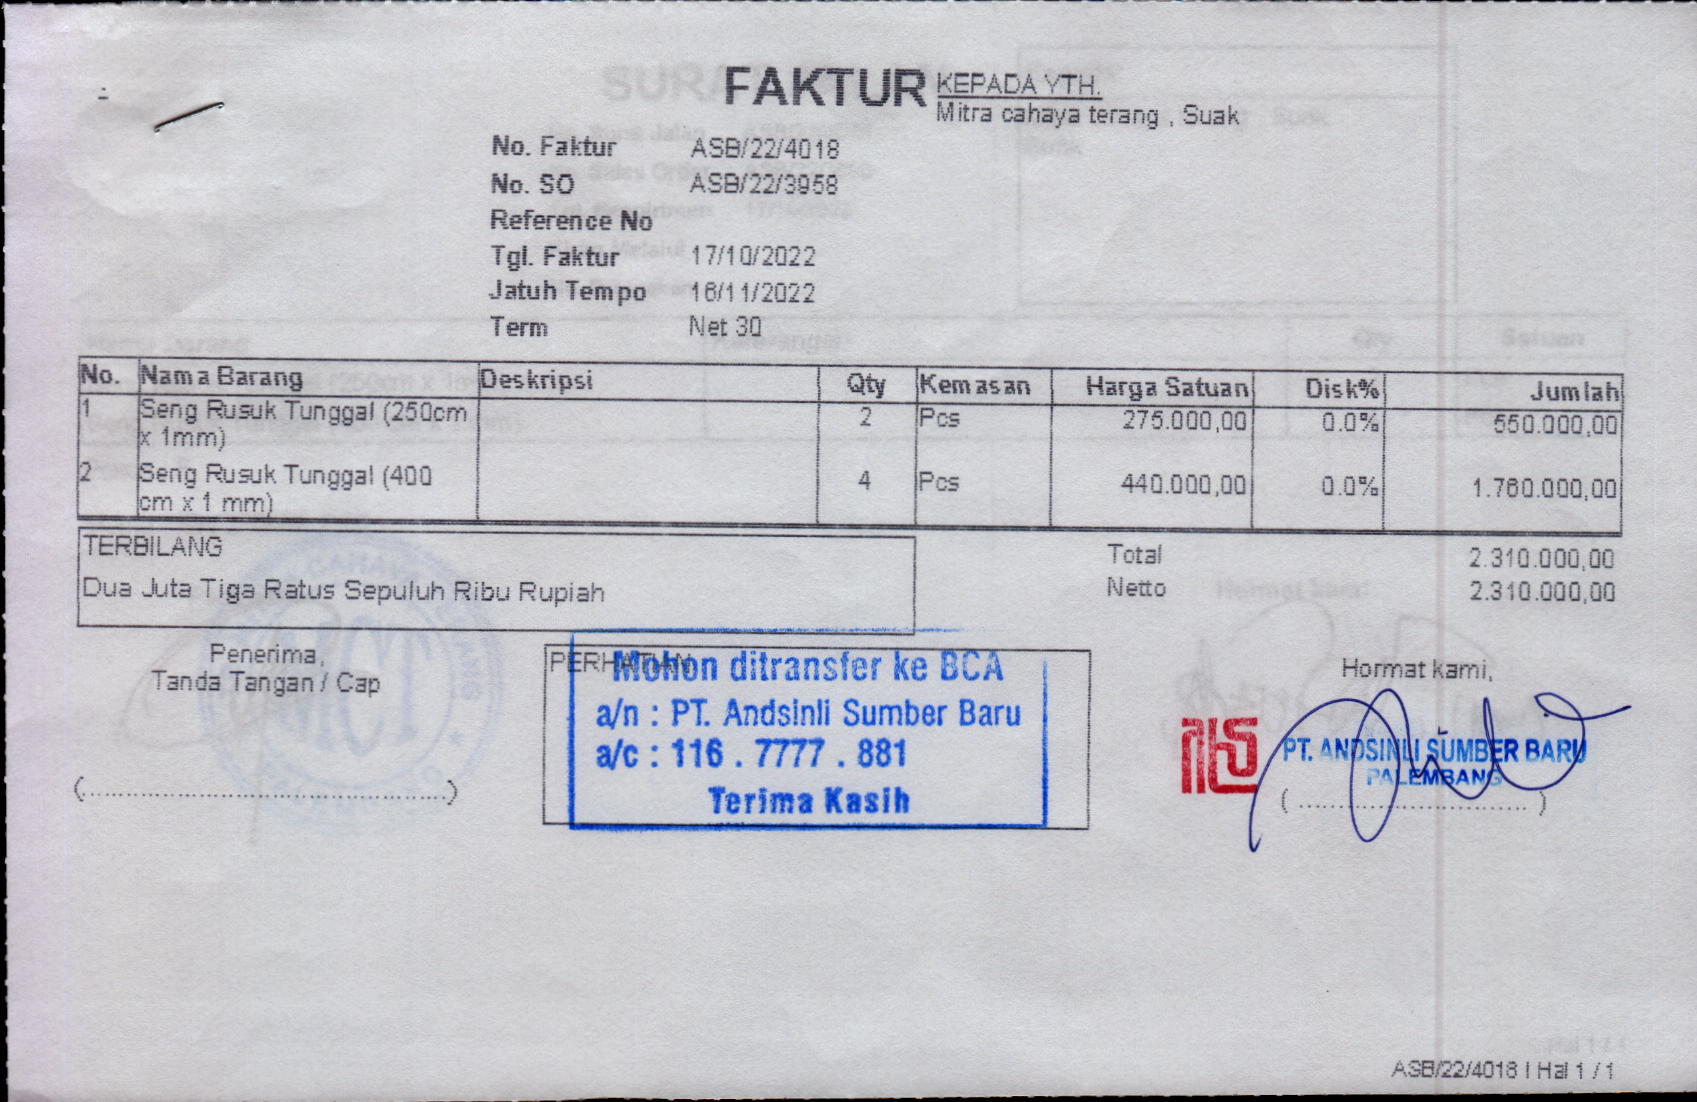 FAKTUR
KEPADA YTH.
Mitra cahaya terang , Suak
No. Faktur ASB/22/4018
No. SO ASB/22/3958
Reference No
Tgl. Faktur 17/10/2022
Jatuh Tempo 16/11/2022
Term Net 30
No. Nama Barang Deskripsi Qty Kemasan Harga Satuan Disk% Jumlah
1 Seng Rusuk Tunggal (250cm 2 Pcs 275.000,00 0.0% 550.000,00
x 1mm)
2 Seng Rusuk Tunggal (400 4 Pcs 440.000,00 0.0% 1.760.000,00
cm x 1 mm)
TERBILANG
Dua Juta Tiga Ratus Sepuluh Ribu Rupiah
Total 2.310.000,00
Netto 2.310.000,00
Penerima,
Tanda Tangan / Cap
(................................................)
PERHATIAN
Mohon ditransfer ke BCA
a/n : PT. Andsinli Sumber Baru
a/c : 116 . 7777 . 881
Terima Kasih
Hormat kami,
PT. ANDSINLI SUMBER BARU
PALEMBANG
( .............................. )
ASB/22/4018 | Hal 1 / 1